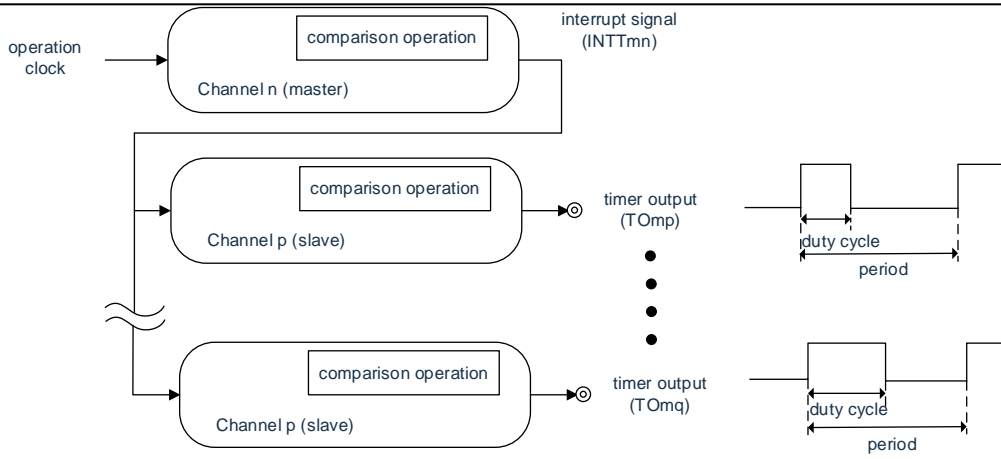 comparison operation
interrupt signal
(INTTmn)
operation
clock
Channel n (master)
comparison operation
timer output
(TOmp)
Channel p (slave)
duty cycle
period
comparison operation
timer output
(TOmq)
Channel p (slave)
duty cycle
period